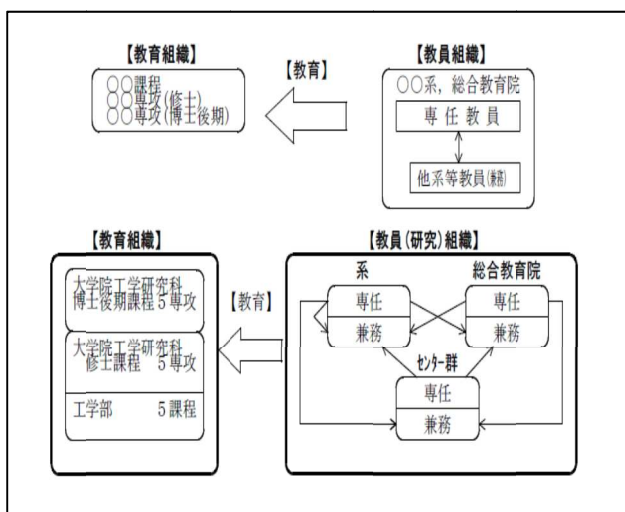 【教育組織】
○○課程
○○専攻(修士)
○○専攻(博士後期)
【教育】
【教員組織】
○○系, 総合教育院
専任教員
他系等教員(兼務)
【教育組織】
大学院工学研究科
博士後期課程 5専攻
大学院工学研究科
修士課程 5専攻
工学部 5課程
【教育】
【教員(研究)組織】
系
専任
兼務
総合教育院
専任
兼務
センター群
専任
兼務